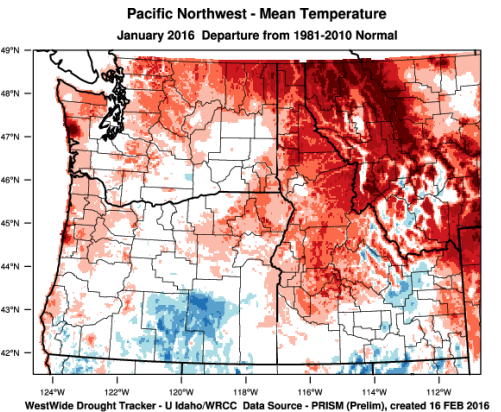 Pacific Northwest - Mean Temperature
January 2016 Departure from 1981-2010 Normal
49°N
48°N
47°N
46°N
45°N
44°N
43°N
42°N
124°W 122°W 120°W 118°W 116°W 114°W 112°W
WestWide Drought Tracker - U Idaho/WRCC Data Source - PRISM (Prelim), created 16 FEB 2016